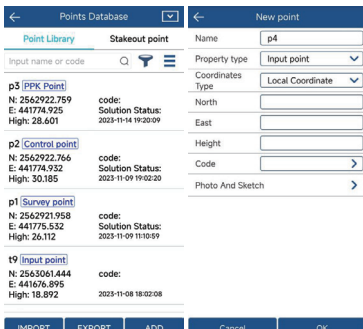 Points Database
Point Library
Stakeout point
Input name or code
p3 PPK Point
N: 2562922.759
code:
E: 441774.925
Solution Status:
High: 28.601
2023-11-14 19:20:09
p2 Control point
N: 2562922.766
code:
E: 441774.932
Solution Status:
High: 30.185
2023-11-09 19:02:20
p1 Survey point
N: 2562921.958
code:
E: 441775.532
Solution Status:
High: 26.112
2023-11-09 11:10:59
t9 Input point
N: 2563061.444
code:
E: 441676.895
High: 18.892
2023-11-08 18:02:08
IMPORT
EXPORT
ADD
New point
Name
p4
Property type
Input point
Coordinates
Type
Local Coordinate
North
East
Height
Code
Photo And Sketch
Cancel
OK